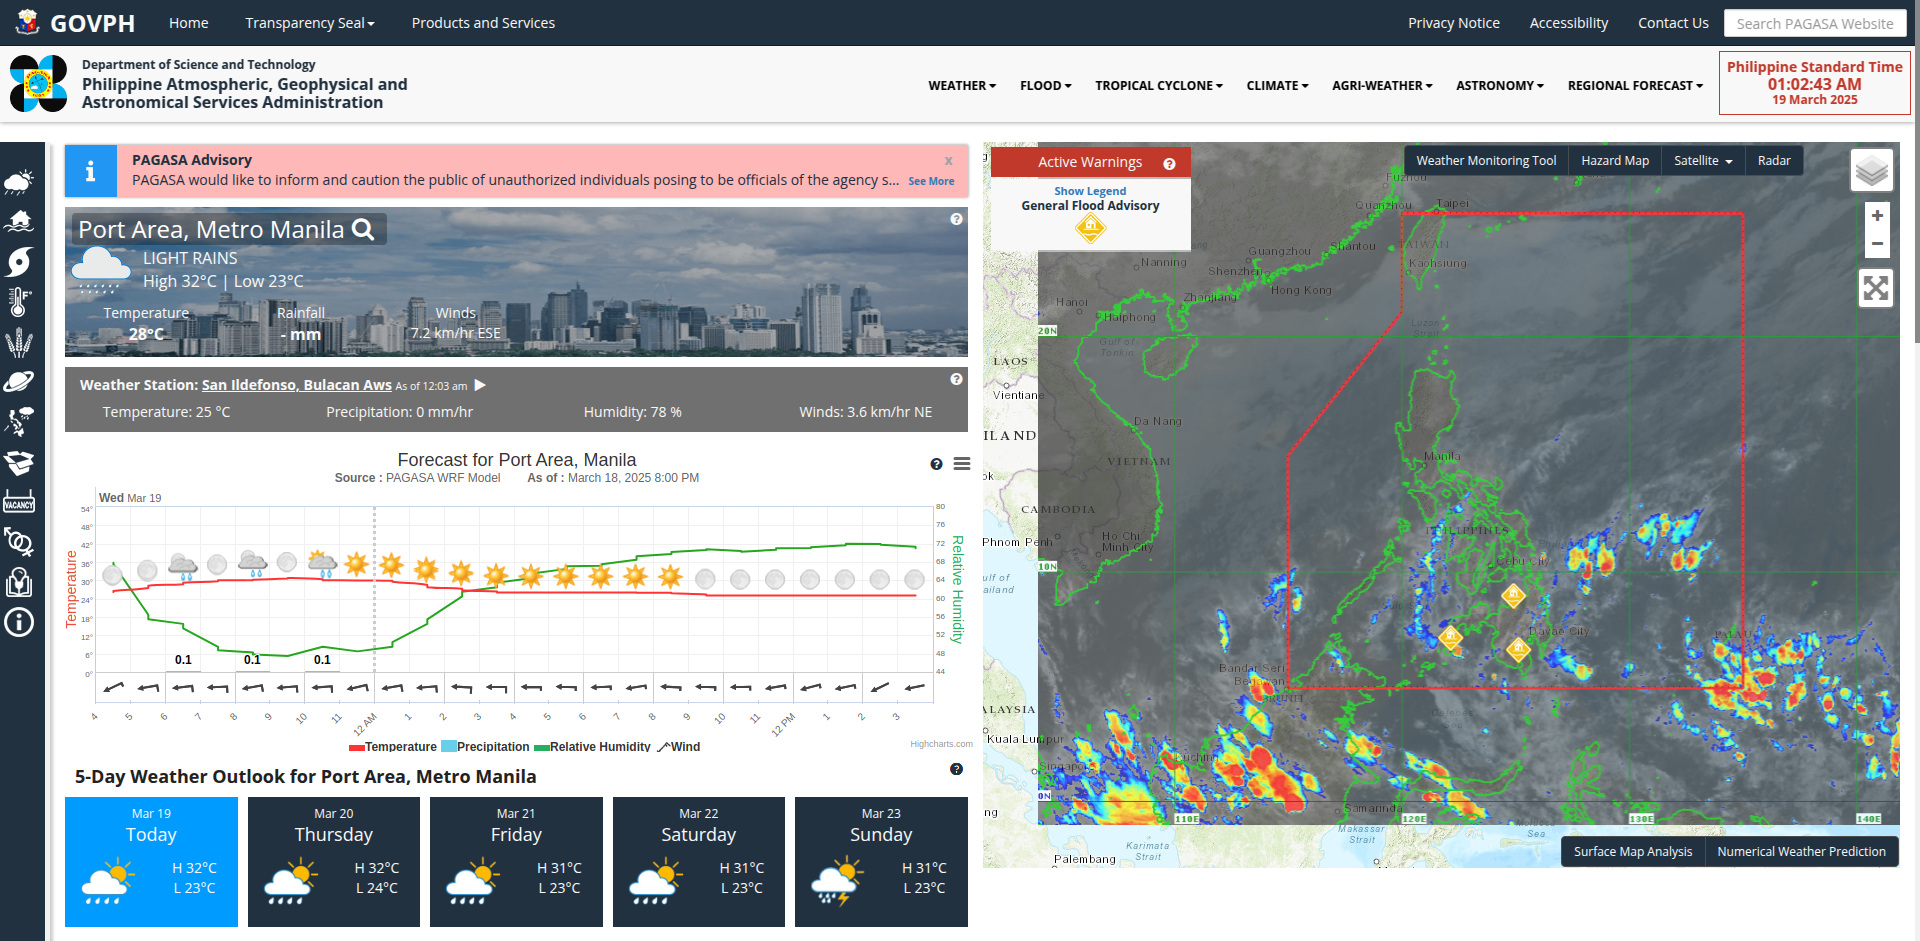 GOVPH
Home
Transparency Seal
Products and Services
Privacy Notice
Accessibility
Contact Us
Search PAGASA Website
Department of Science and Technology
Philippine Atmospheric, Geophysical and
Astronomical Services Administration
WEATHER
FLOOD
TROPICAL CYCLONE
CLIMATE
AGRI-WEATHER
ASTRONOMY
REGIONAL FORECAST
Philippine Standard Time
01:02:43 AM
19 March 2025
VACANCY
PAGASA Advisory
x
PAGASA would like to inform and caution the public of unauthorized individuals posing to be officials of the agency s... See More
Port Area, Metro Manila
LIGHT RAINS
High 32°C | Low 23°C
Temperature
28°C
Rainfall
- mm
Winds
7.2 km/hr ESE
Weather Station: San Ildefonso, Bulacan Aws As of 12:03 am
Temperature: 25 °C
Precipitation: 0 mm/hr
Humidity: 78 %
Winds: 3.6 km/hr NE
Forecast for Port Area, Manila
Source : PAGASA WRF Model As of : March 18, 2025 8:00 PM
Wed Mar 19
Temperature
54°
48°
42°
36°
30°
24°
18°
12°
6°
0°
80
76
72
68
64
60
56
52
48
44
Relative Humidity
0.1
0.1
0.1
4 5 6 7 8 9 10 11 12 AM 1 2 3 4 5 6 7 8 9 10 11 12 PM 1 2 3
Temperature Precipitation Relative Humidity Wind
Highcharts.com
5-Day Weather Outlook for Port Area, Metro Manila
Mar 19
Today
H 32°C
L 23°C
Mar 20
Thursday
H 32°C
L 24°C
Mar 21
Friday
H 31°C
L 23°C
Mar 22
Saturday
H 31°C
L 23°C
Mar 23
Sunday
H 31°C
L 23°C
Active Warnings
Show Legend
General Flood Advisory
Weather Monitoring Tool
Hazard Map
Satellite
Radar
+
−
Fuzhou
Quanzhou
Taipei
Guangzhou
Shantou
TAIWAN
Nanning
Shenzhen
Kaohsiung
Hanoi
Zhanjiang
Hong Kong
Haiphong
20N
Luzon
Strait
Gulf of
Tonkin
LAOS
Vientiane
Da Nang
ILAND
Manila
VIETNAM
ok
CAMBODIA
PHILIPPINES
Phnom Penh
Ho Chi
Minh City
10N
Cebu City
ulf of
ailand
Davao City
PALAU
Bandar Seri
Begawan
BRUNEI
ALAYSIA
Celebes
Kuala Lumpur
Kuching
Singapore
0N
Samarinda
110E
120E
130E
140E
ng
Makassar
Strait
Sea
Karimata
Strait
Palembang
Surface Map Analysis
Numerical Weather Prediction